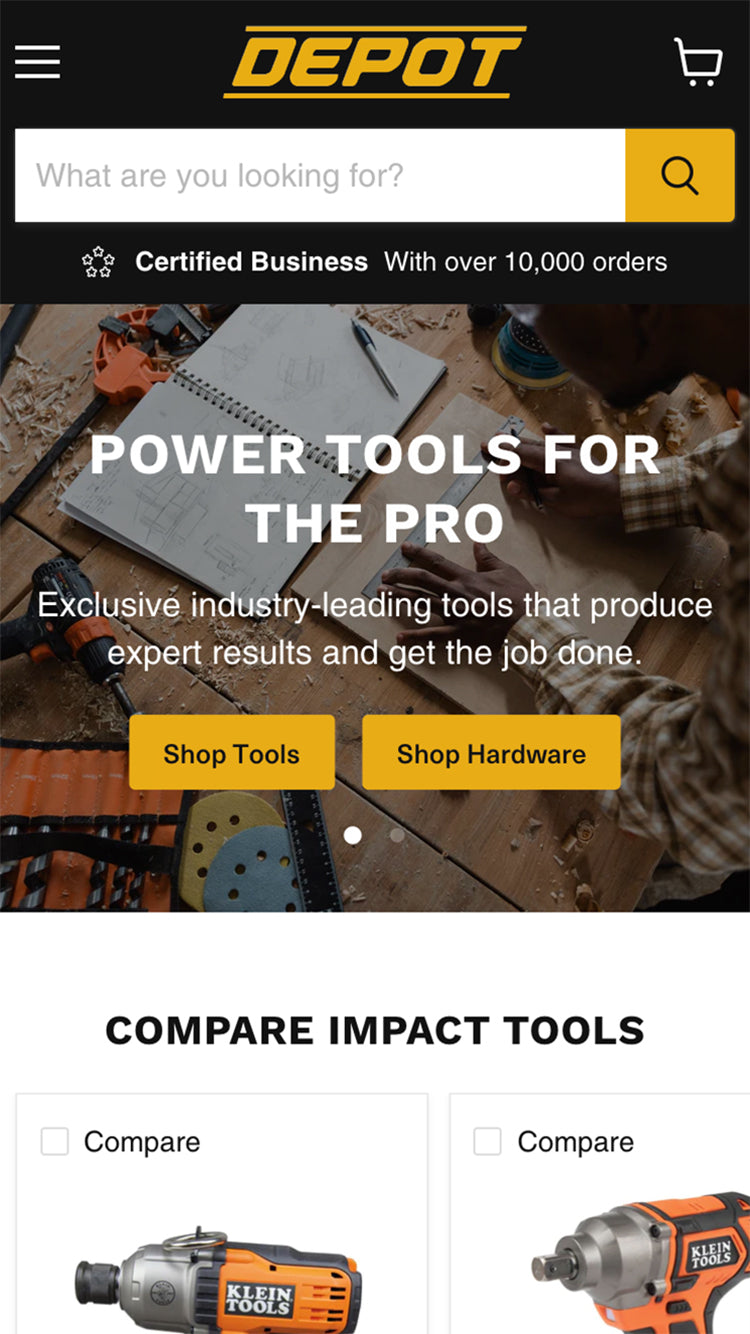 DEPOT
What are you looking for?
Certified Business With over 10,000 orders
POWER TOOLS FOR
THE PRO
Exclusive industry-leading tools that produce
expert results and get the job done.
Shop Tools
Shop Hardware
COMPARE IMPACT TOOLS
Compare
Compare
KLEIN
TOOLS
KLEIN
TOOLS